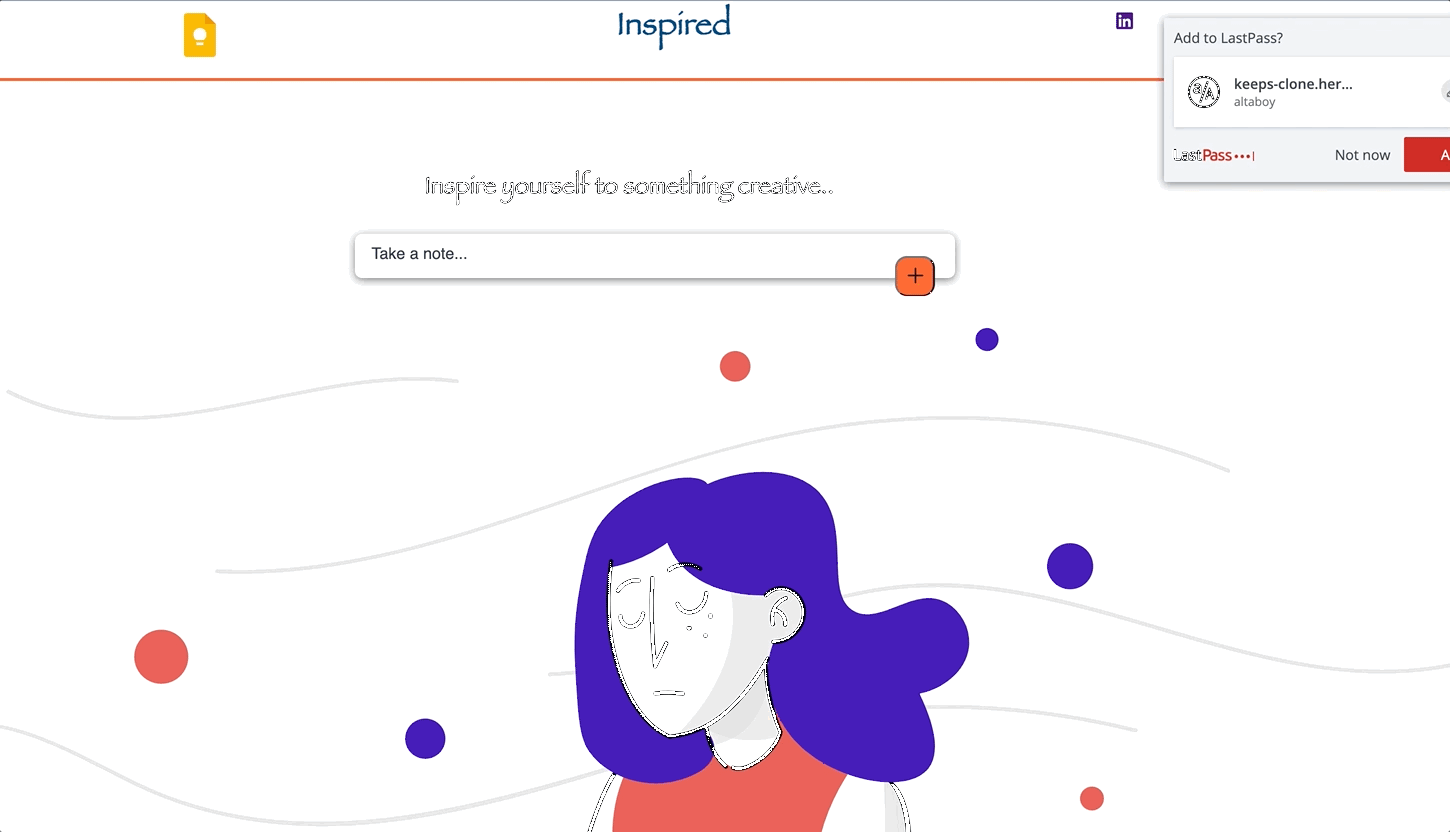 Inspired
in
Add to LastPass?
keeps-clone.her...
altaboy
LastPass•••|
Not now
A
Inspire yourself to something creative..
Take a note...
+